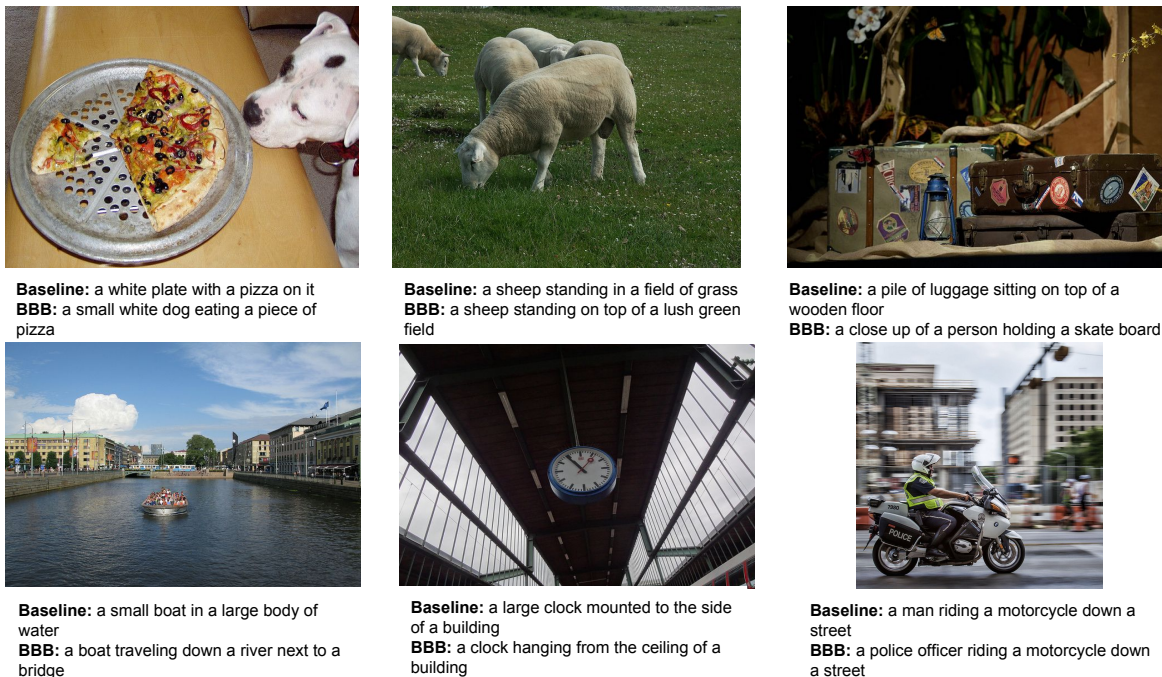 Baseline: a white plate with a pizza on it
BBB: a small white dog eating a piece of
pizza
Baseline: a sheep standing in a field of grass
BBB: a sheep standing on top of a lush green
field
Baseline: a pile of luggage sitting on top of a
wooden floor
BBB: a close up of a person holding a skate board
POLICE
Baseline: a small boat in a large body of
water
BBB: a boat traveling down a river next to a
bridge
Baseline: a large clock mounted to the side
of a building
BBB: a clock hanging from the ceiling of a
building
Baseline: a man riding a motorcycle down a
street
BBB: a police officer riding a motorcycle down
a street